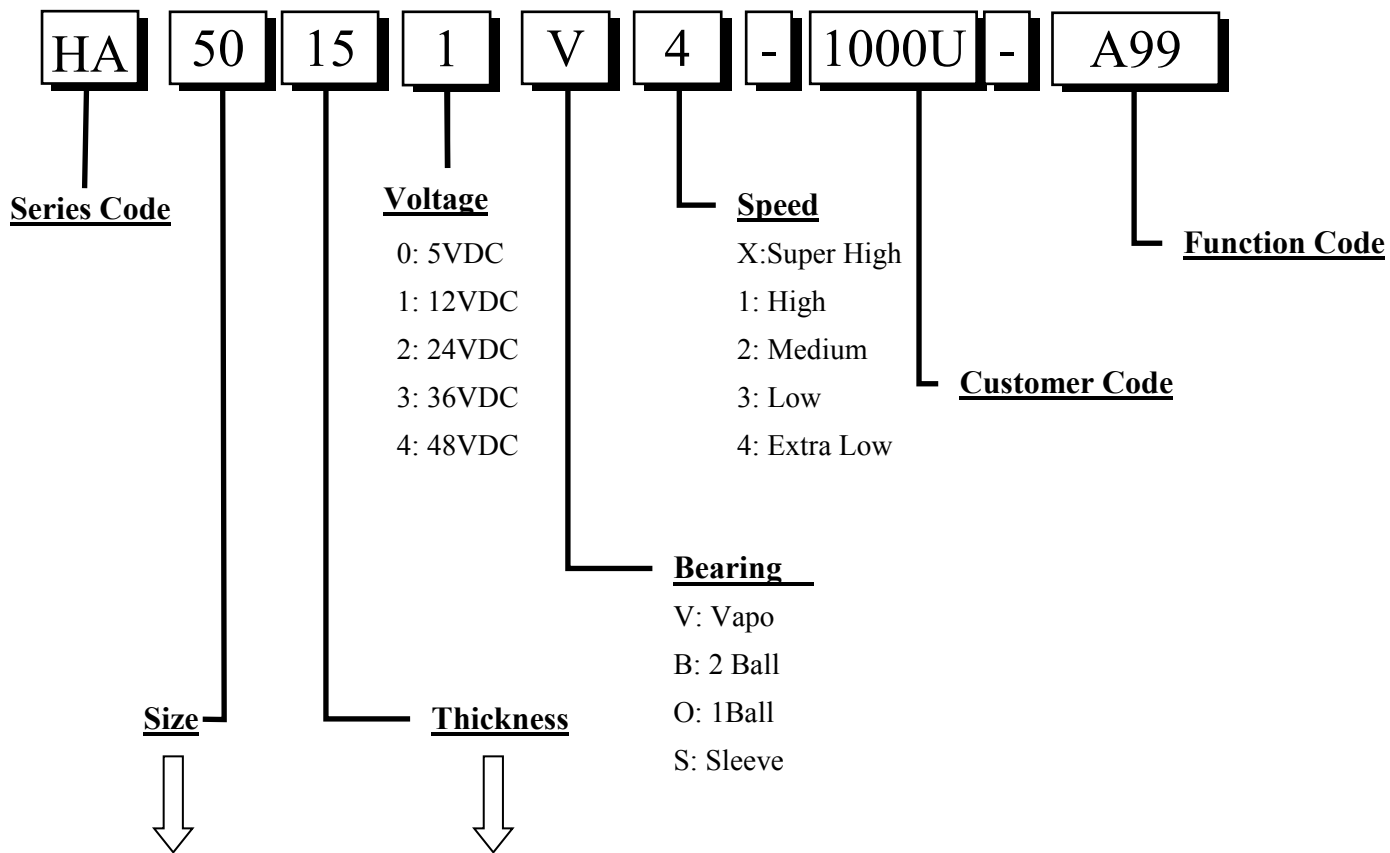 HA 50 15 1 V 4 - 1000U - A99
Series Code
Voltage
0: 5VDC
1: 12VDC
2: 24VDC
3: 36VDC
4: 48VDC
Speed
X:Super High
1: High
2: Medium
3: Low
4: Extra Low
Function Code
Customer Code
Bearing
V: Vapo
B: 2 Ball
O: 1Ball
S: Sleeve
Size
Thickness